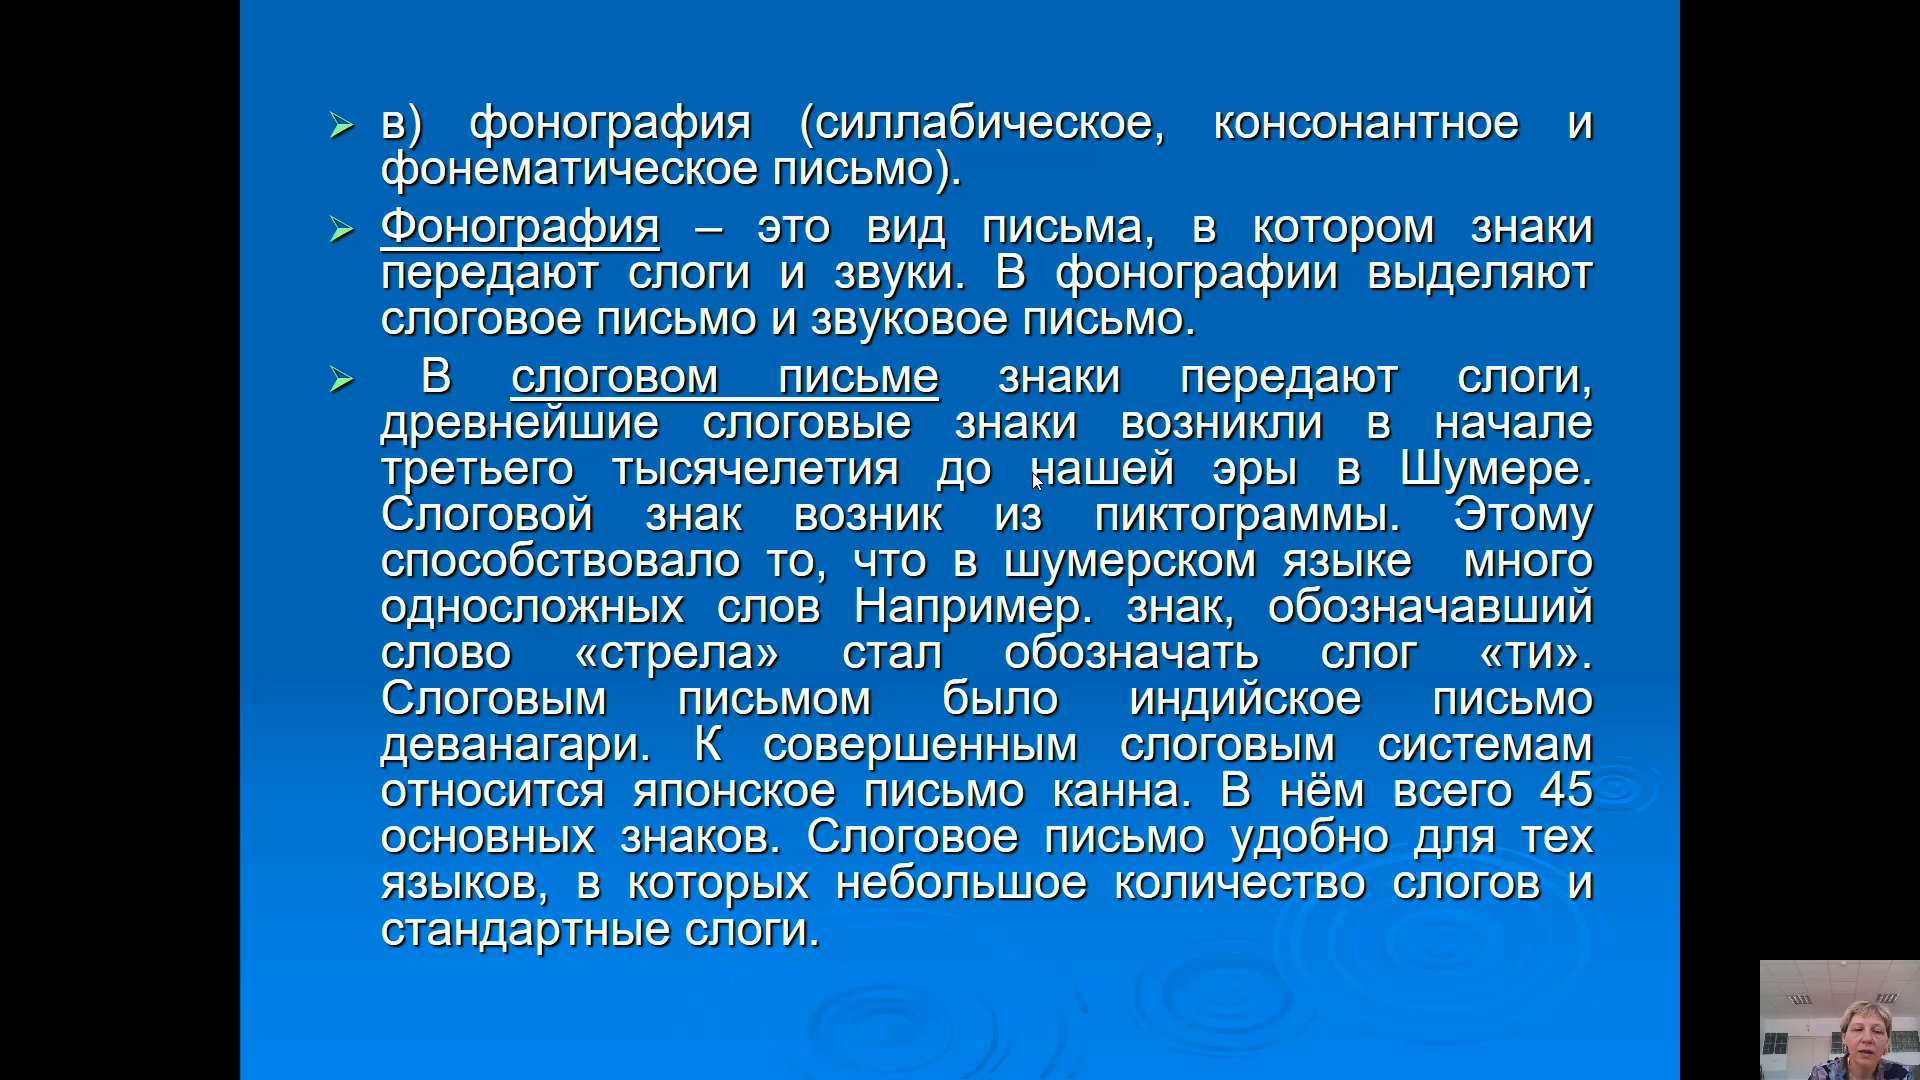 в) фонография (силлабическое, консонантное и
фонематическое письмо).
Фонография – это вид письма, в котором знаки
передают слоги и звуки. В фонографии выделяют
слоговое письмо и звуковое письмо.
В слоговом письме знаки передают слоги,
древнейшие слоговые знаки возникли в начале
третьего тысячелетия до нашей эры в Шумере.
Слоговой знак возник из пиктограммы. Этому
способствовало то, что в шумерском языке много
односложных слов Например. знак, обозначавший
слово «стрела» стал обозначать слог «ти».
Слоговым письмом было индийское письмо
деванагари. К совершенным слоговым системам
относится японское письмо канна. В нём всего 45
основных знаков. Слоговое письмо удобно для тех
языков, в которых небольшое количество слогов и
стандартные слоги.